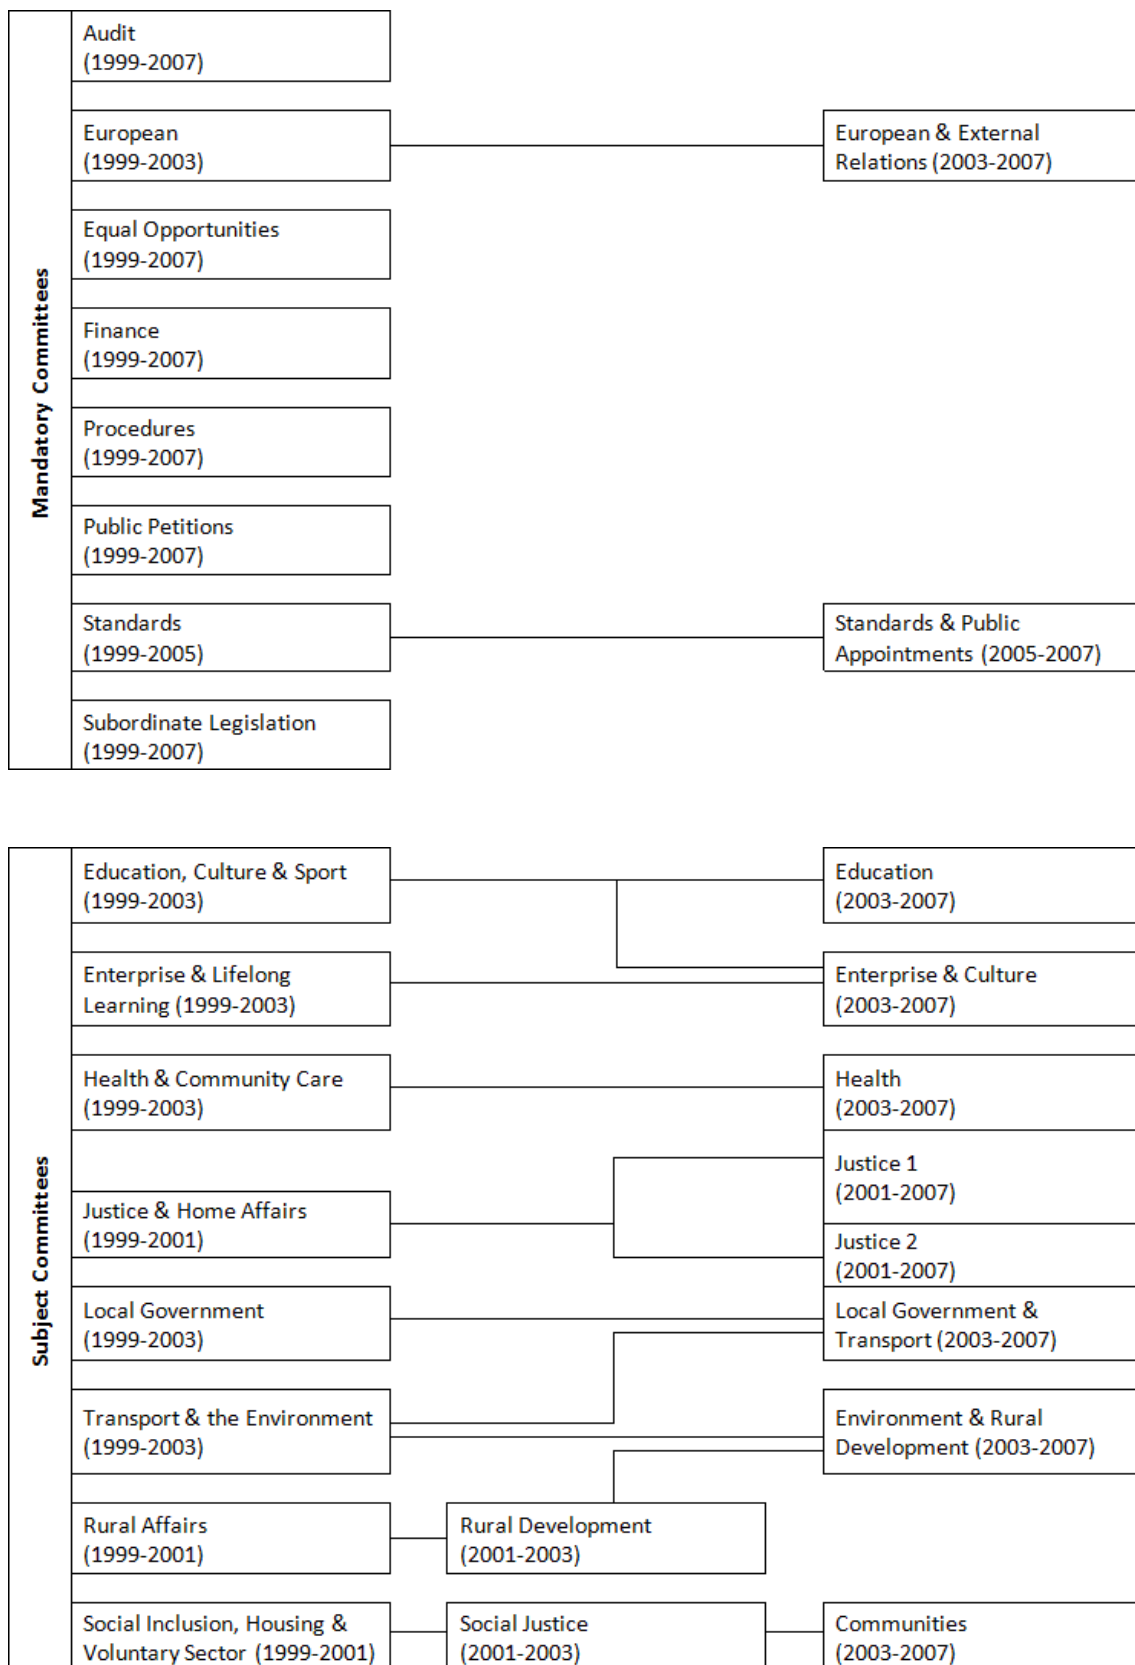 Mandatory Committees
Audit
(1999-2007)
European
(1999-2003)
European & External
Relations (2003-2007)
Equal Opportunities
(1999-2007)
Finance
(1999-2007)
Procedures
(1999-2007)
Public Petitions
(1999-2007)
Standards
(1999-2005)
Standards & Public
Appointments (2005-2007)
Subordinate Legislation
(1999-2007)
Subject Committees
Education, Culture & Sport
(1999-2003)
Education
(2003-2007)
Enterprise & Lifelong
Learning (1999-2003)
Enterprise & Culture
(2003-2007)
Health & Community Care
(1999-2003)
Health
(2003-2007)
Justice & Home Affairs
(1999-2001)
Justice 1
(2001-2007)
Justice 2
(2001-2007)
Local Government
(1999-2003)
Local Government &
Transport (2003-2007)
Transport & the Environment
(1999-2003)
Environment & Rural
Development (2003-2007)
Rural Affairs
(1999-2001)
Rural Development
(2001-2003)
Social Inclusion, Housing &
Voluntary Sector (1999-2001)
Social Justice
(2001-2003)
Communities
(2003-2007)